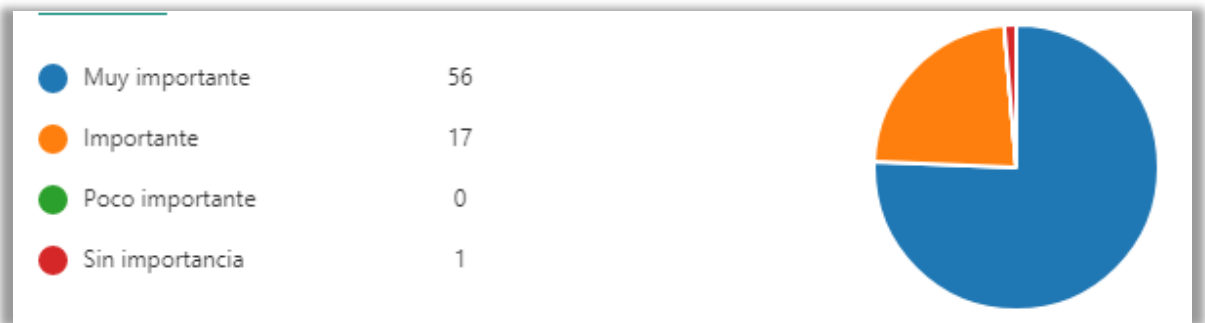 Muy importante 56
Importante 17
Poco importante 0
Sin importancia 1